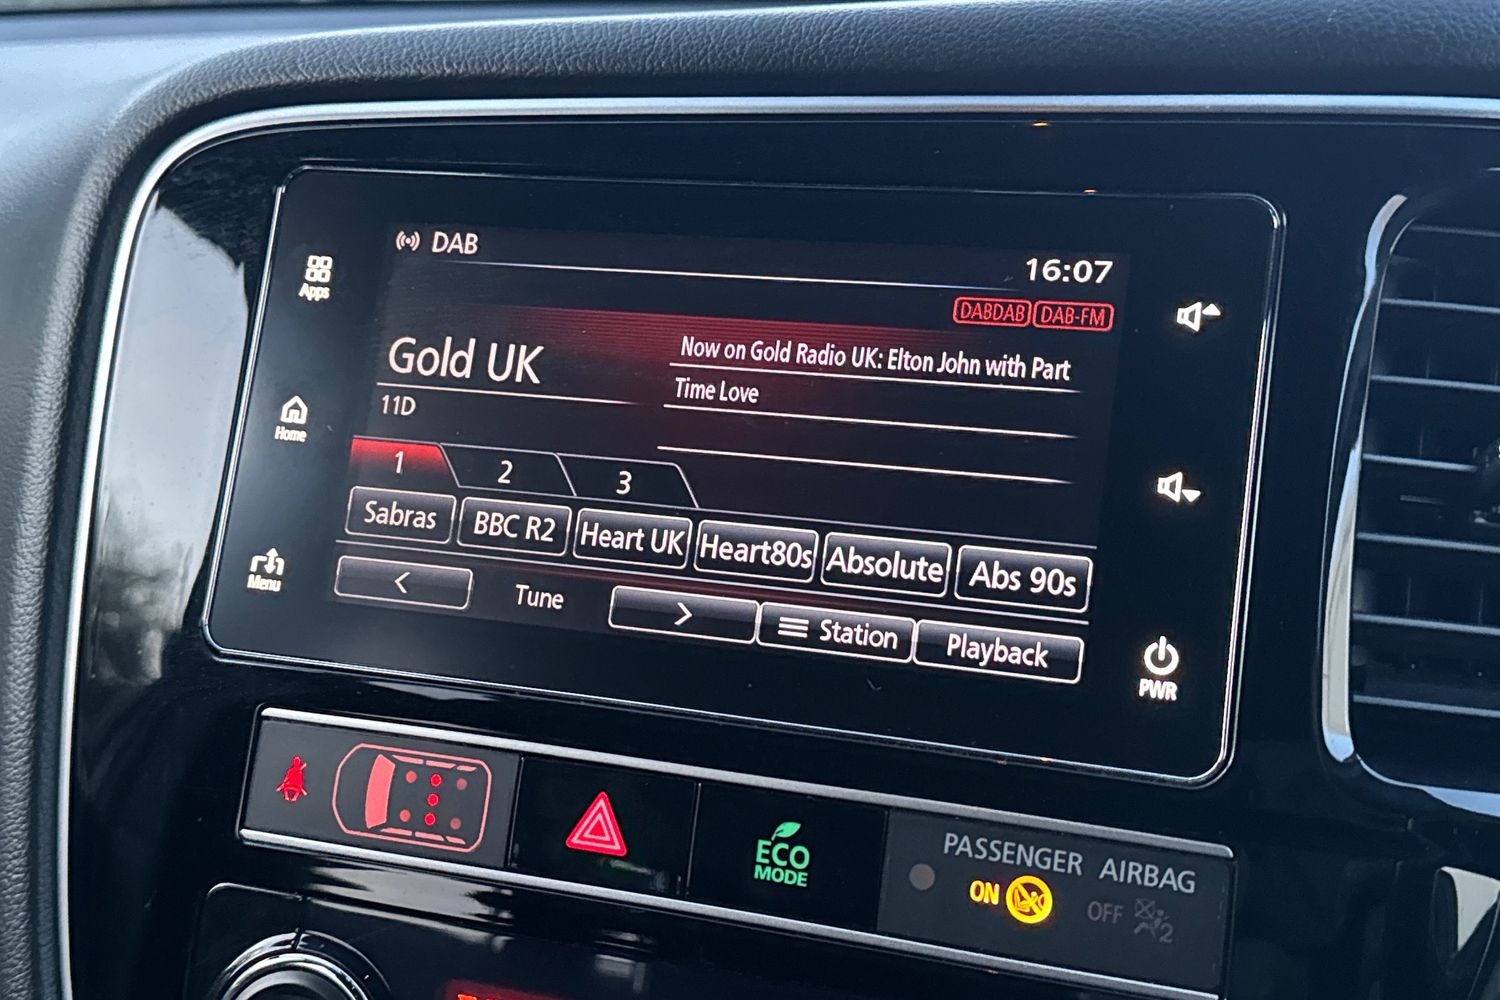 DAB
16:07
Apps
DABDAB DAB-FM
Gold UK
Now on Gold Radio UK: Elton John with Part
Time Love
11D
Home
1 2 3
Sabras BBC R2 Heart UK Heart80s Absolute Abs 90s
Menu
< Tune > Station Playback
PWR
ECO
MODE
PASSENGER AIRBAG
ON OFF 2